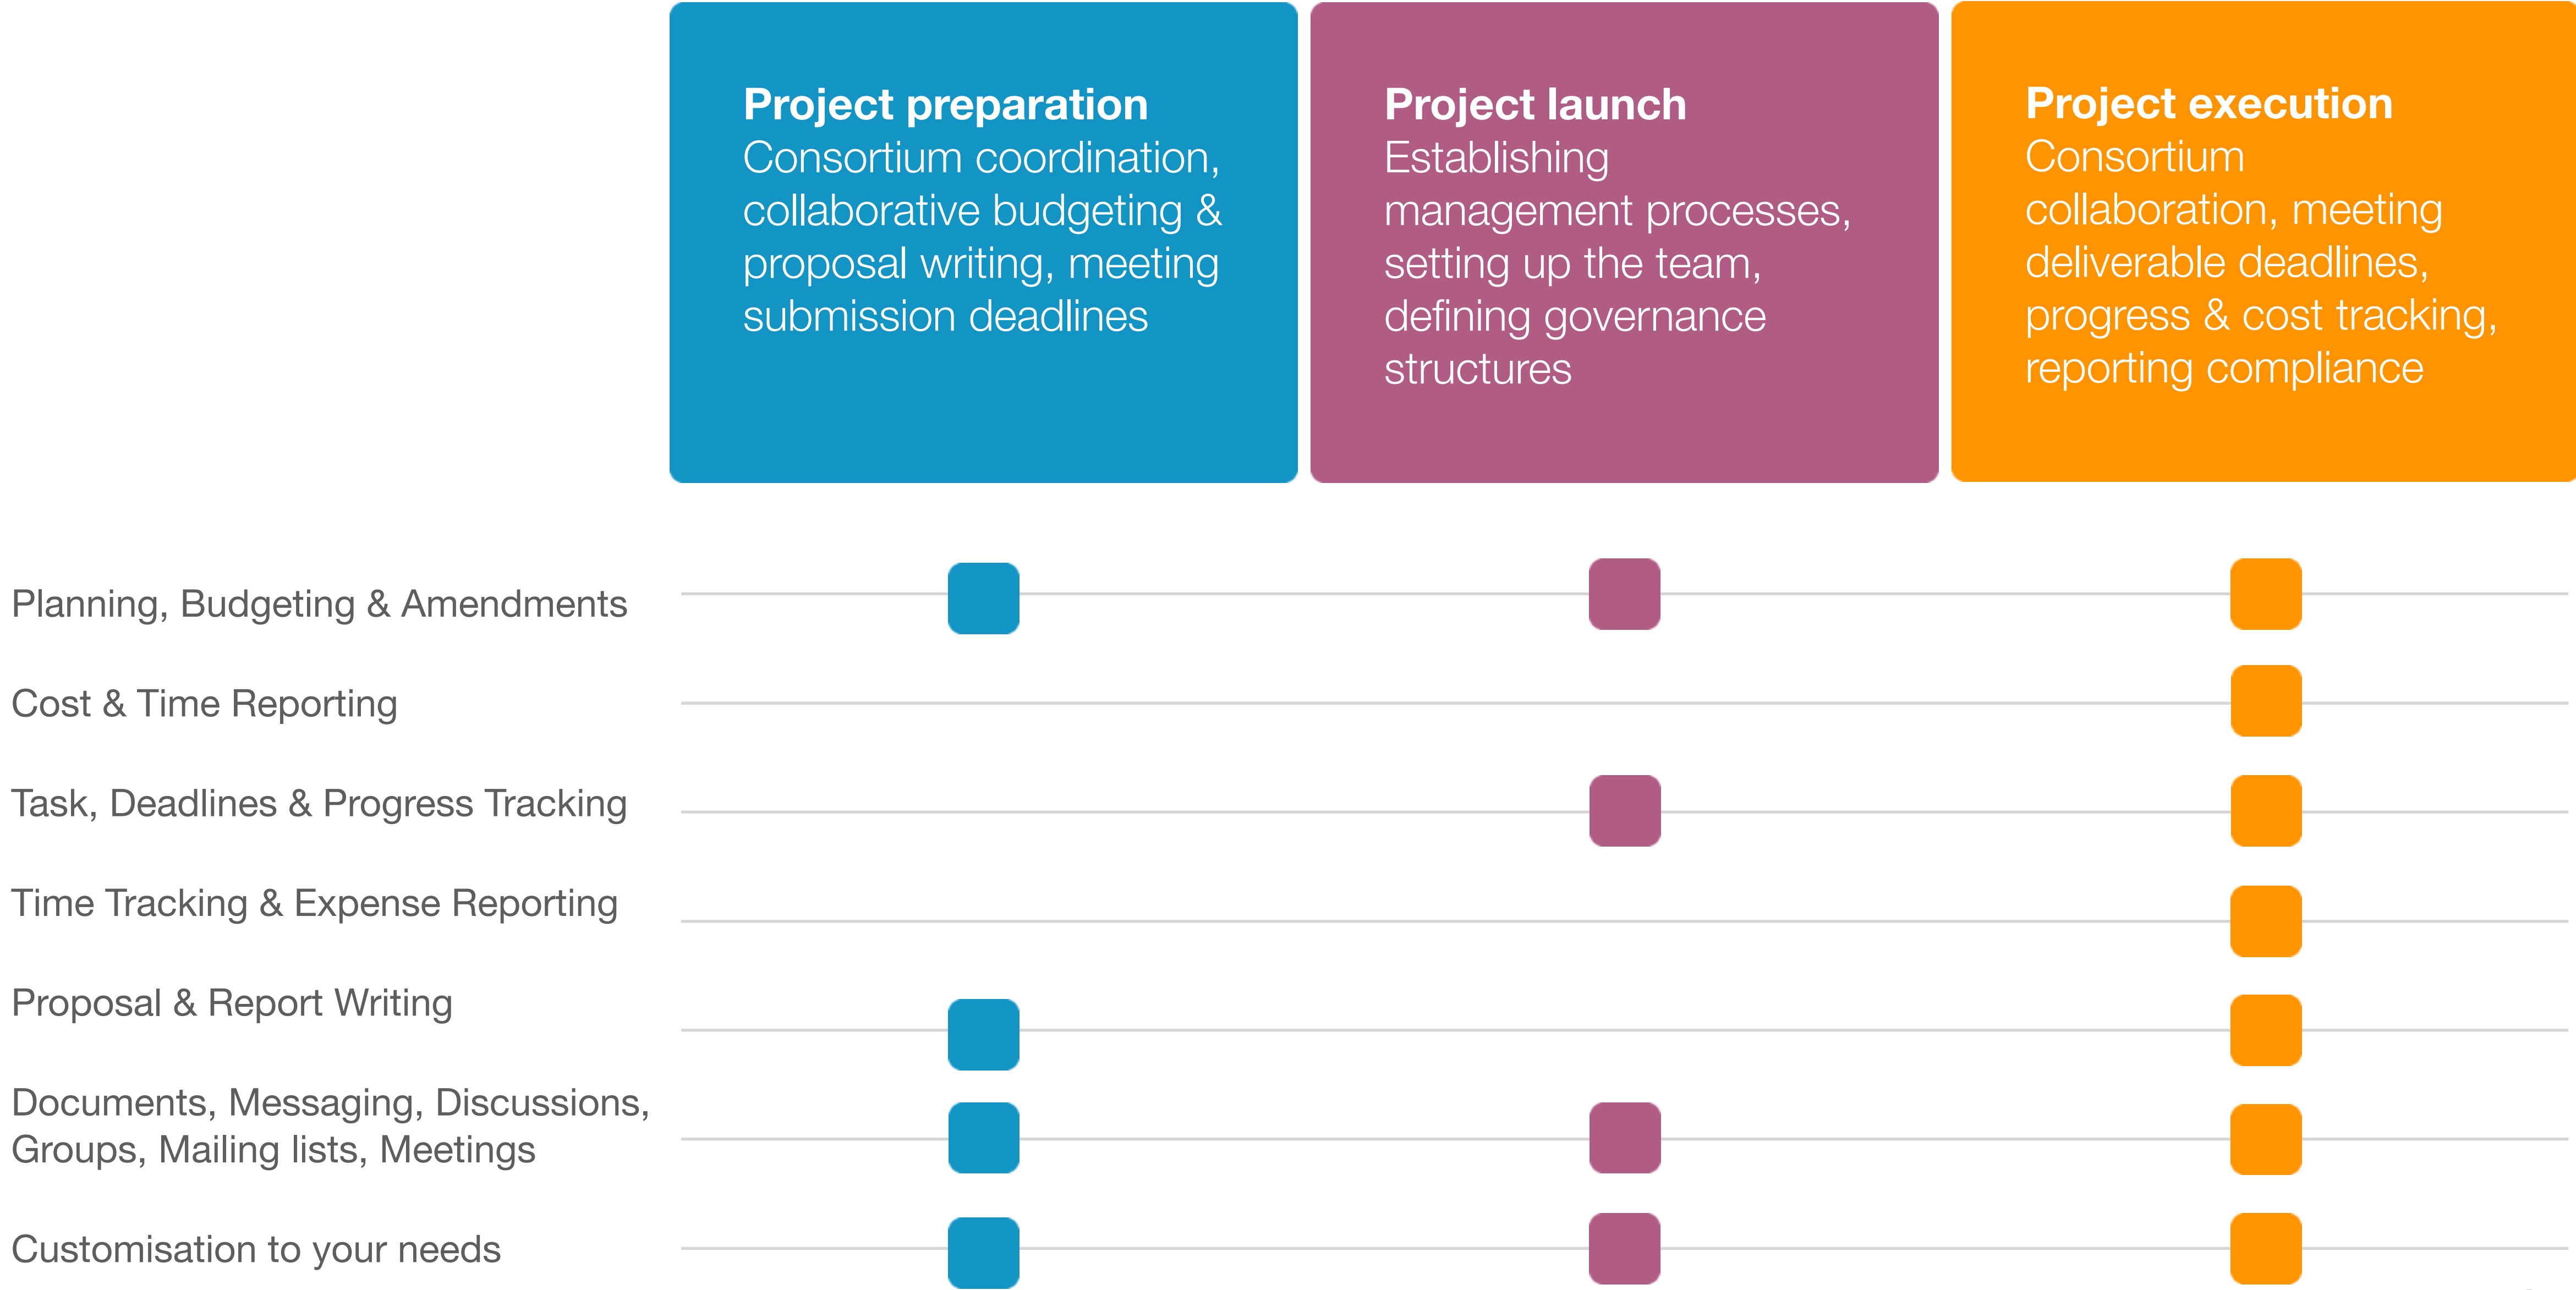 Project preparation
Consortium coordination,
collaborative budgeting &
proposal writing, meeting
submission deadlines
Project launch
Establishing
management processes,
setting up the team,
defining governance
structures
Project execution
Consortium
collaboration, meeting
deliverable deadlines,
progress & cost tracking,
reporting compliance
Planning, Budgeting & Amendments
Cost & Time Reporting
Task, Deadlines & Progress Tracking
Time Tracking & Expense Reporting
Proposal & Report Writing
Documents, Messaging, Discussions,
Groups, Mailing lists, Meetings
Customisation to your needs